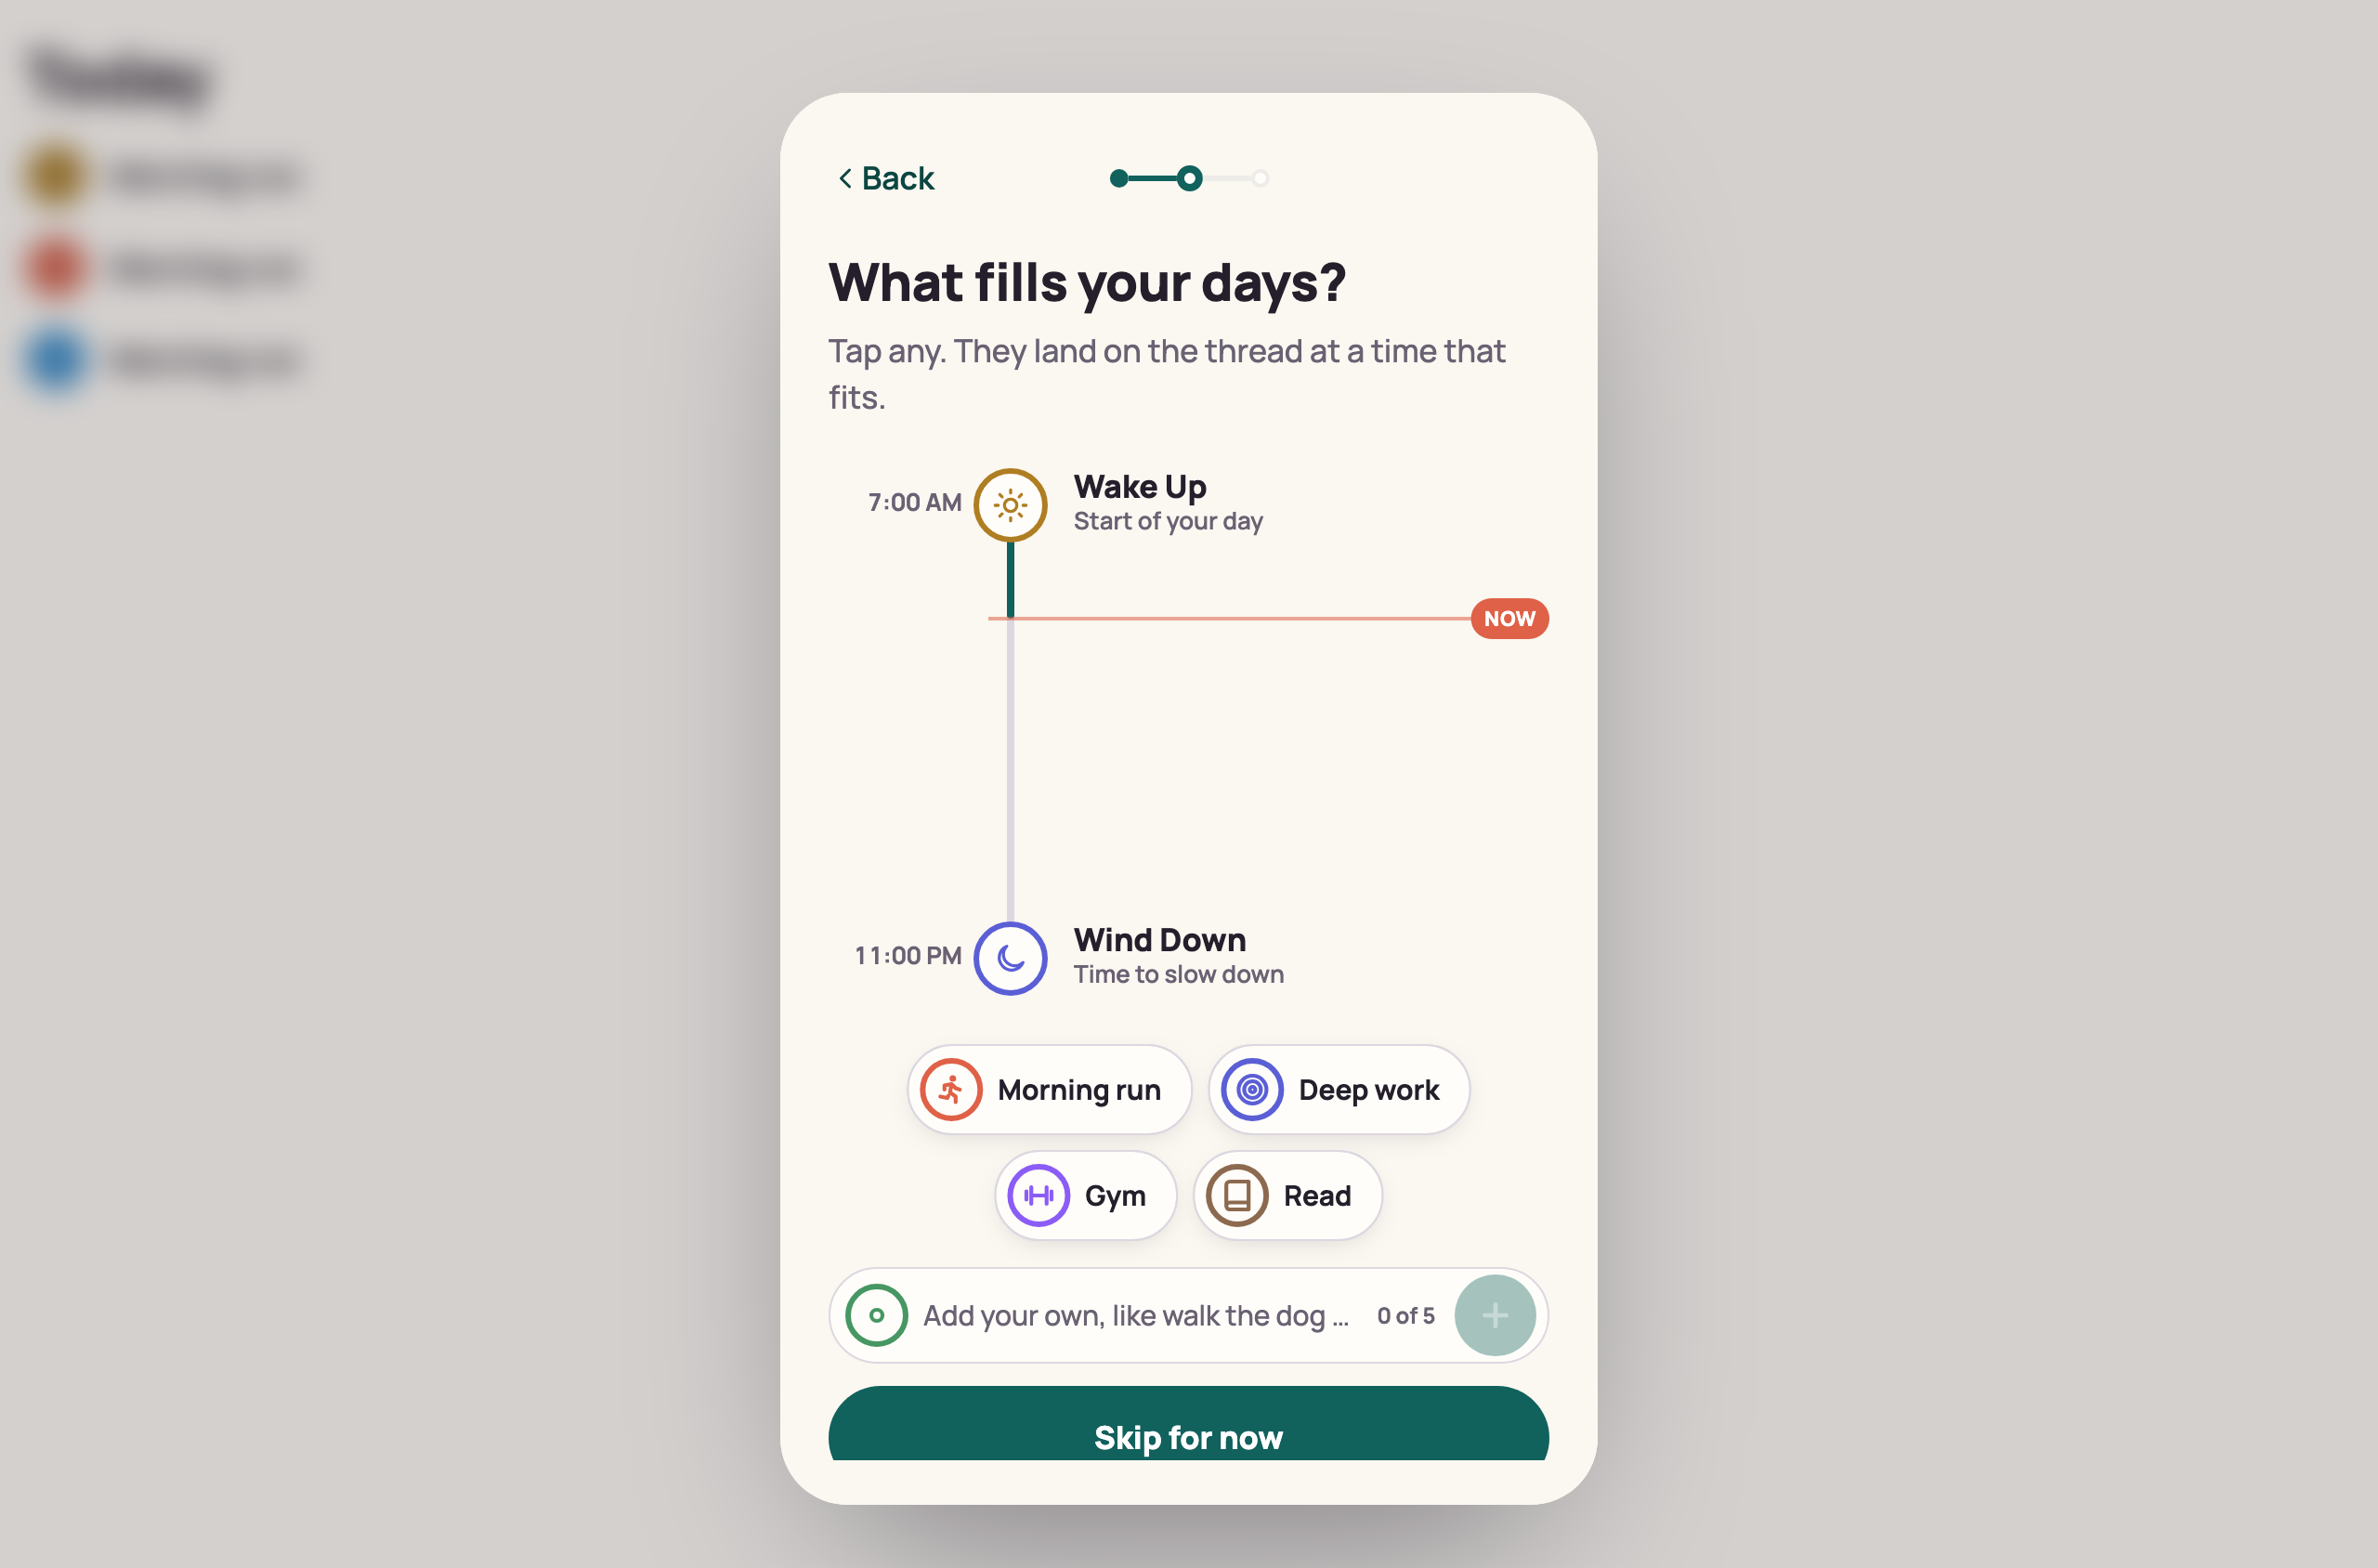 Today
Back
What fills your days?
Tap any. They land on the thread at a time that
fits.
7:00 AM
Wake Up
Start of your day
NOW
11:00 PM
Wind Down
Time to slow down
Morning run
Deep work
Gym
Read
Add your own, like walk the dog ...
0 of 5
Skip for now